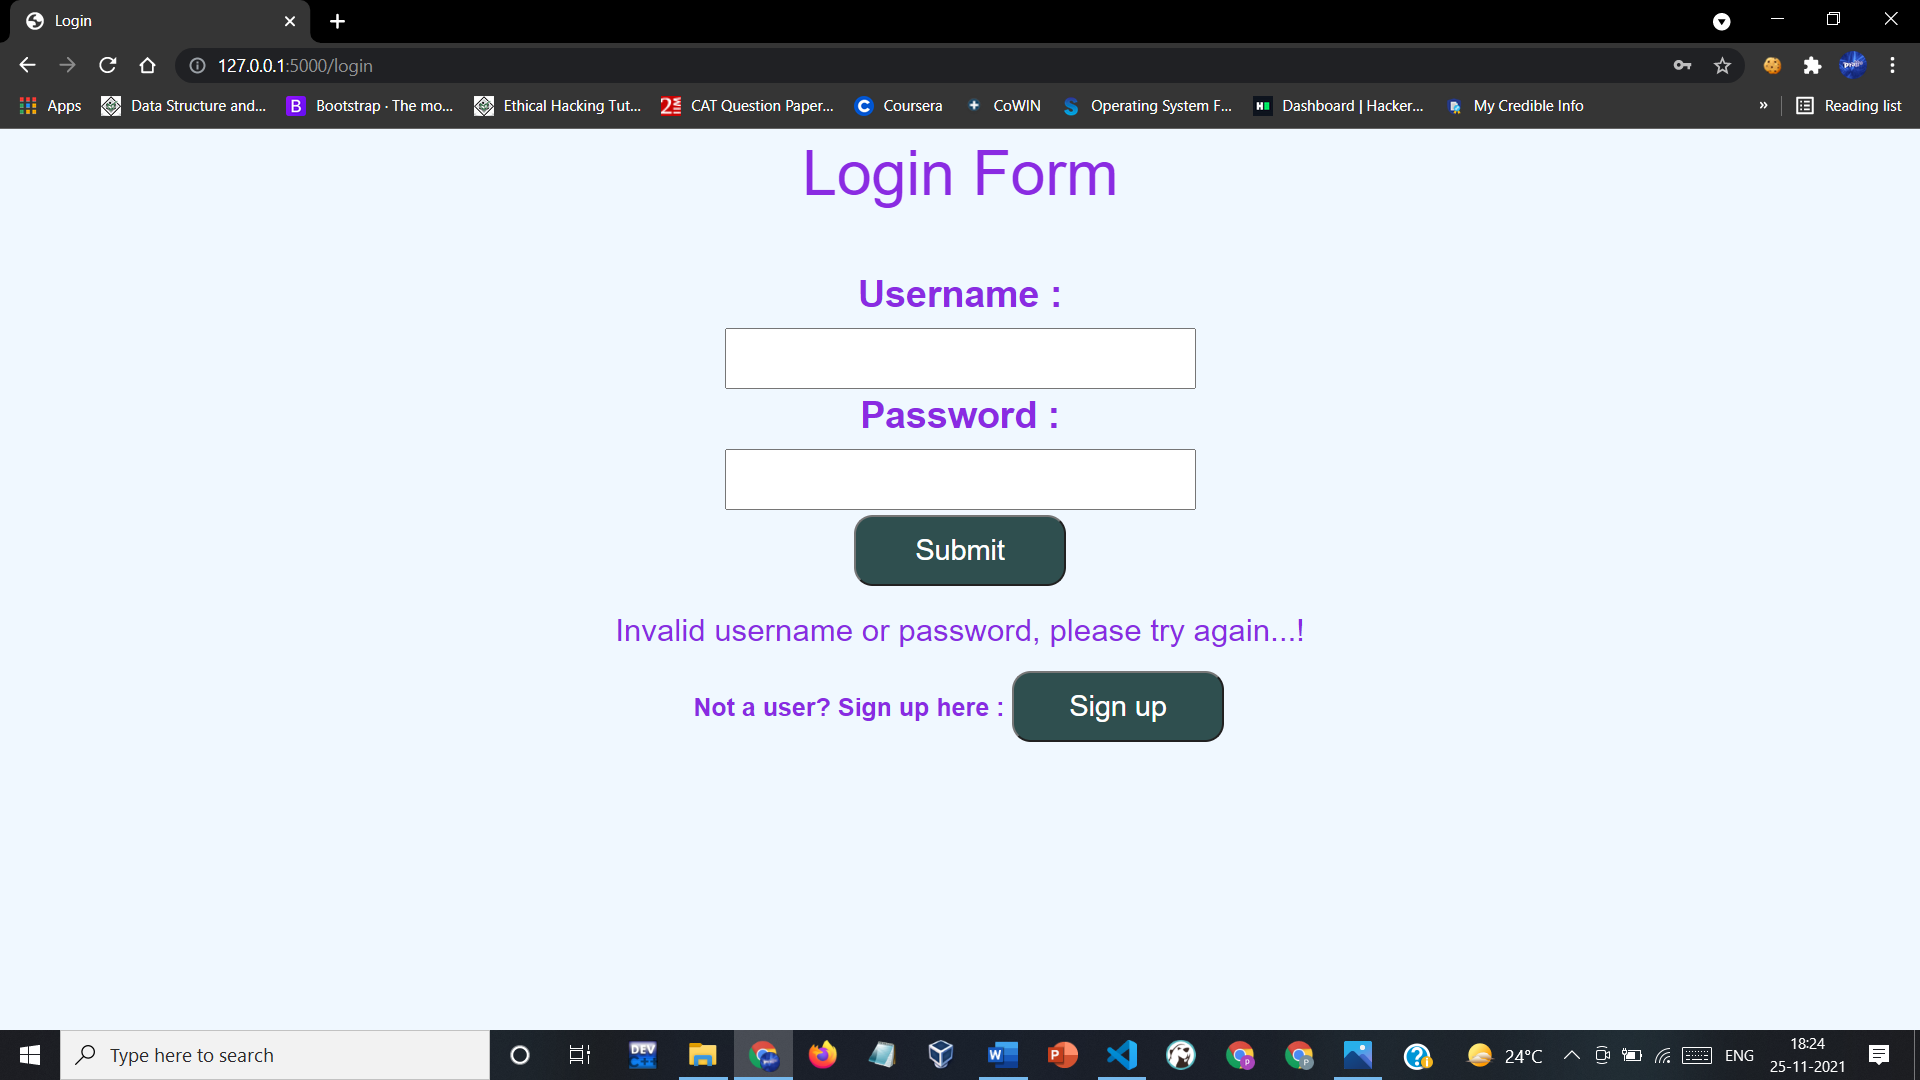 Login
127.0.0.1:5000/login
Apps
Data Structure and...
B
Bootstrap · The mo...
Ethical Hacking Tut...
CAT Question Paper...
C
Coursera
CoWIN
S
Operating System F...
Dashboard | Hacker...
My Credible Info
»
Reading list
Login Form
Username :
Password :
Submit
Invalid username or password, please try again...!
Not a user? Sign up here :
Sign up
Type here to search
DEV
W
P
24°C
ENG
18:24
25-11-2021